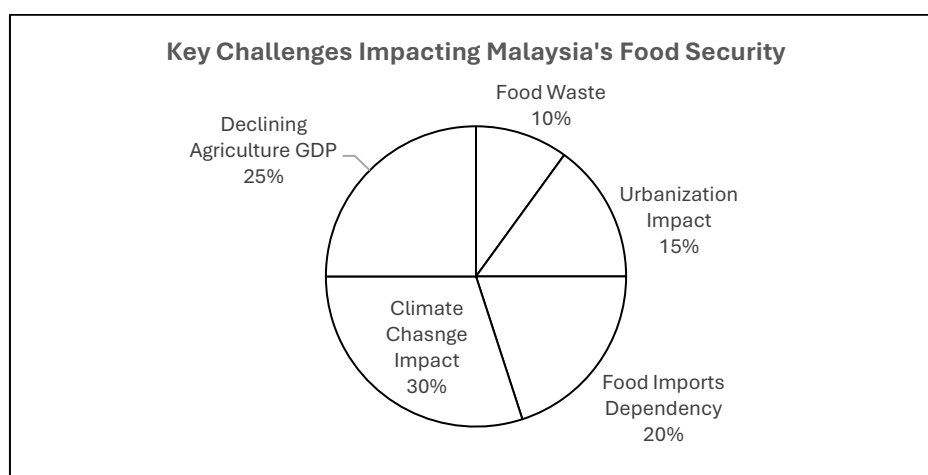 Key Challenges Impacting Malaysia's Food Security
Food Waste
10%
Urbanization
Impact
15%
Food Imports
Dependency
20%
Climate
Chasnge
Impact
30%
Declining
Agriculture GDP
25%